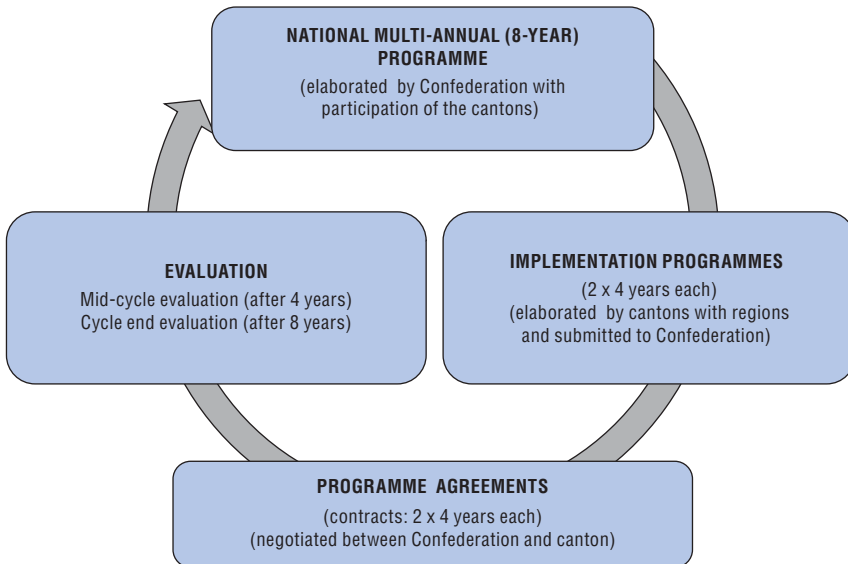 NATIONAL MULTI-ANNUAL (8-YEAR)
PROGRAMME
(elaborated by Confederation with
participation of the cantons)
EVALUATION
Mid-cycle evaluation (after 4 years)
Cycle end evaluation (after 8 years)
IMPLEMENTATION PROGRAMMES
(2 x 4 years each)
(elaborated by cantons with regions
and submitted to Confederation)
PROGRAMME AGREEMENTS
(contracts: 2 x 4 years each)
(negotiated between Confederation and canton)